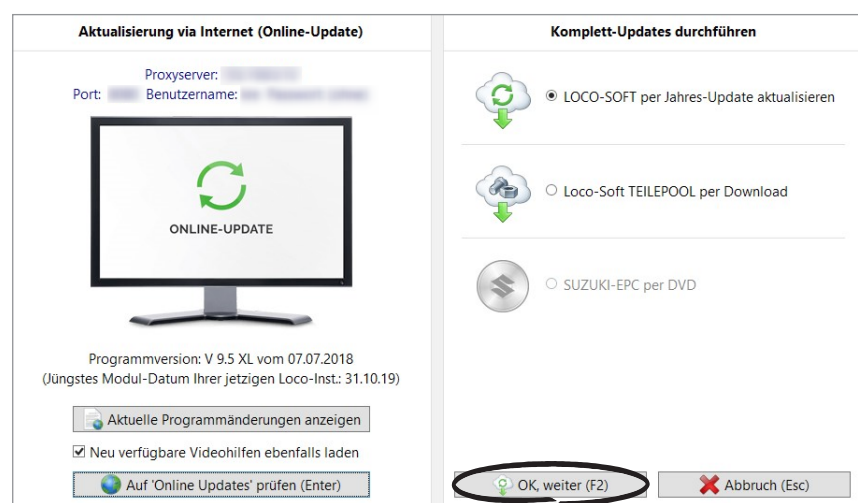 Aktualisierung via Internet (Online-Update)
Proxyserver:
Port: Benutzername:
ONLINE-UPDATE
Programmversion: V 9.5 XL vom 07.07.2018
(Jüngstes Modul-Datum Ihrer jetzigen Loco-Inst.: 31.10.19)
Aktuelle Programmänderungen anzeigen
Neu verfügbare Videohilfen ebenfalls laden
Auf 'Online Updates' prüfen (Enter)
Komplett-Updates durchführen
LOCO-SOFT per Jahres-Update aktualisieren
Loco-Soft TEILEPOOL per Download
SUZUKI-EPC per DVD
OK, weiter (F2)
Abbruch (Esc)